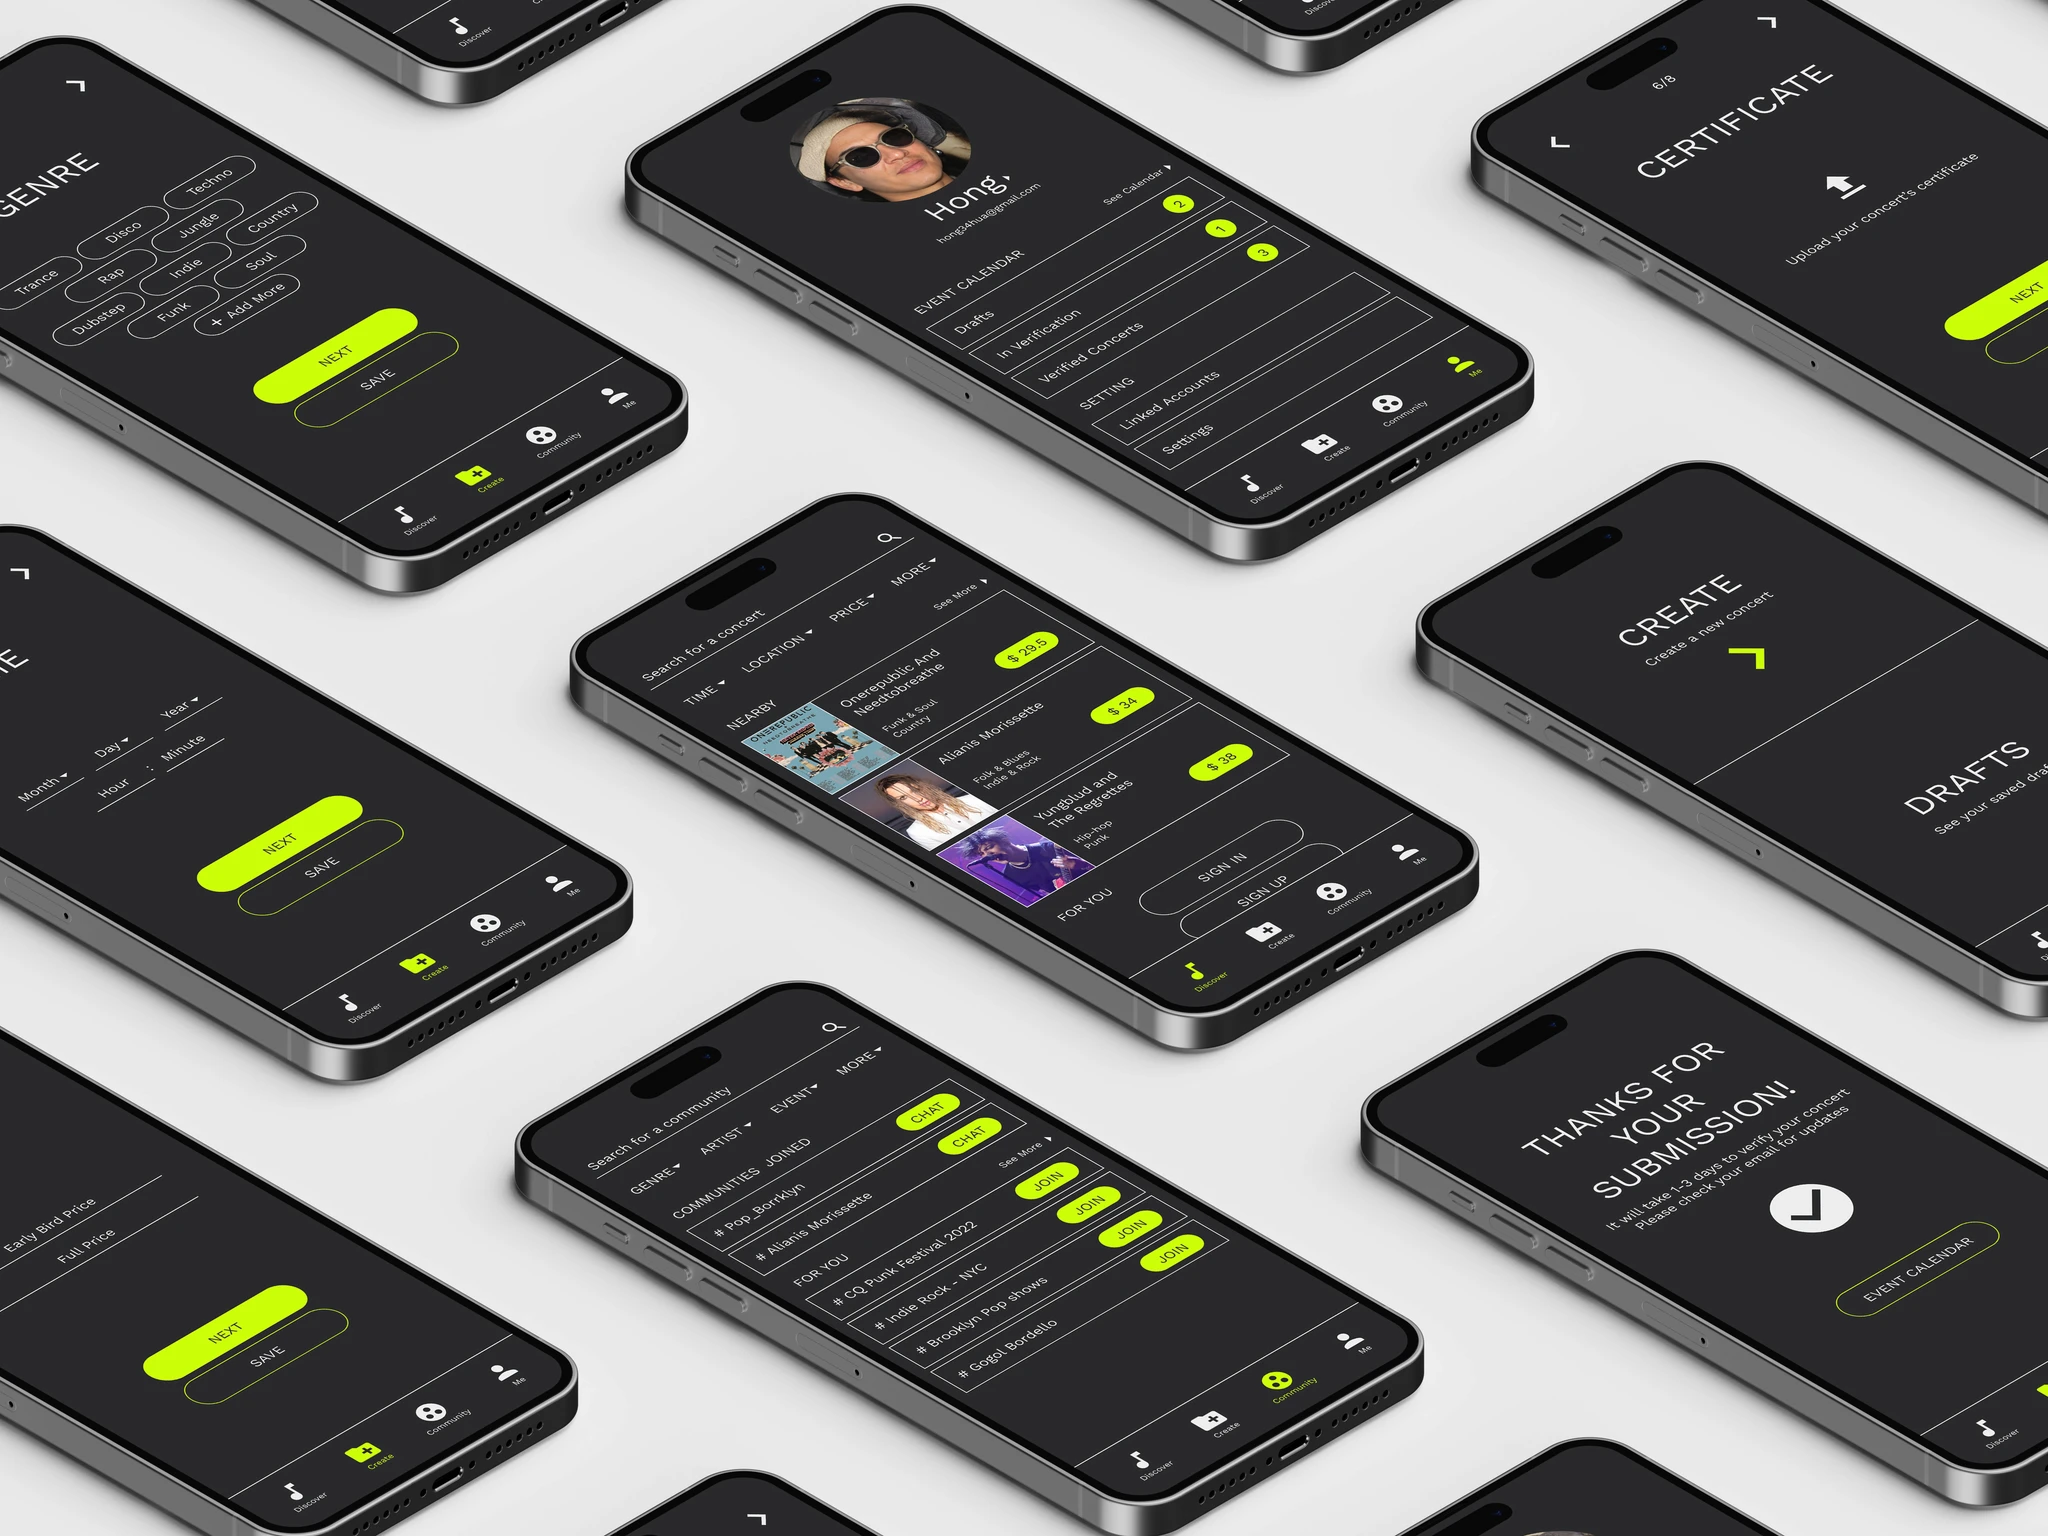 Discover
GENRE
Techno
Disco
Jungle
Country
Trance
Rap
Indie
Soul
Dubstep
Funk
+ Add More
NEXT
SAVE
Discover
Create
Community
Me
Hong
hong34hua@gmail.com
See Calendar
EVENT CALENDAR
Drafts
2
In Verification
1
Verified Concerts
3
SETTING
Linked Accounts
Settings
Discover
Create
Community
Me
6/8
CERTIFICATE
Upload your concert's certificate
NEXT
Month
Day
Year
Hour
:
Minute
NEXT
SAVE
Discover
Create
Community
Me
Search for a concert
TIME
LOCATION
PRICE
MORE
NEARBY
See More
ONEREPUBLIC
NEEDTOBREATHE
Onerepublic And
Needtobreathe
Funk & Soul
Country
$ 29.5
Alianis Morissette
Folk & Blues
Indie & Rock
$ 34
Yungblud and
The Regrettes
Hip-hop
Punk
$ 38
FOR YOU
SIGN IN
SIGN UP
Discover
Create
Community
Me
CREATE
Create a new concert
DRAFTS
See your saved draf
Early Bird Price
Full Price
NEXT
SAVE
Discover
Create
Community
Me
Search for a community
GENRE
ARTIST
EVENT
MORE
COMMUNITIES JOINED
# Pop_Borrklyn
CHAT
# Alianis Morissette
CHAT
FOR YOU
See More
# CQ Punk Festival 2022
JOIN
# Indie Rock - NYC
JOIN
# Brooklyn Pop shows
JOIN
# Gogol Bordello
JOIN
Discover
Create
Community
Me
THANKS FOR
YOUR
SUBMISSION!!
It will take 1-3 days to verify your concert
Please check your email for updates
EVENT CALENDAR
Discover